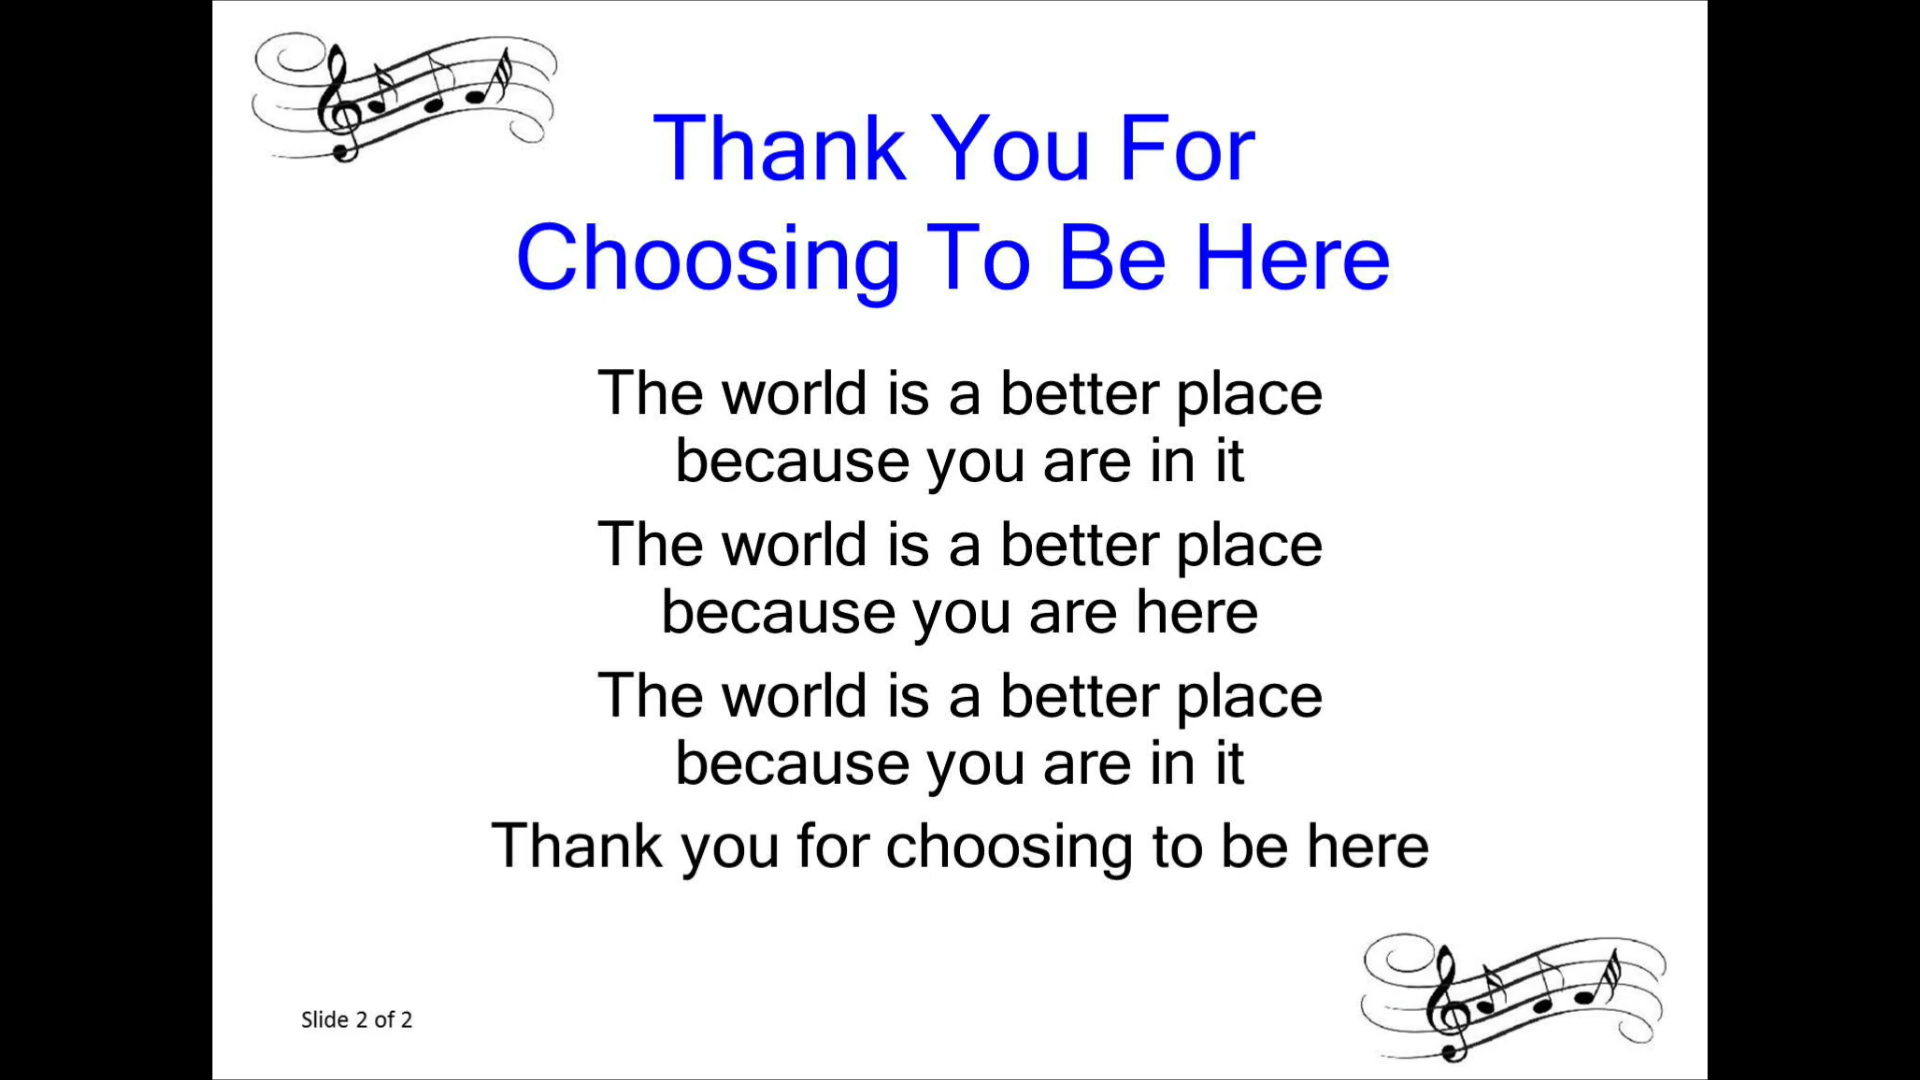 Thank You For
Choosing To Be Here
The world is a better place
because you are in it
The world is a better place
because you are here
The world is a better place
because you are in it
Thank you for choosing to be here
Slide 2 of 2